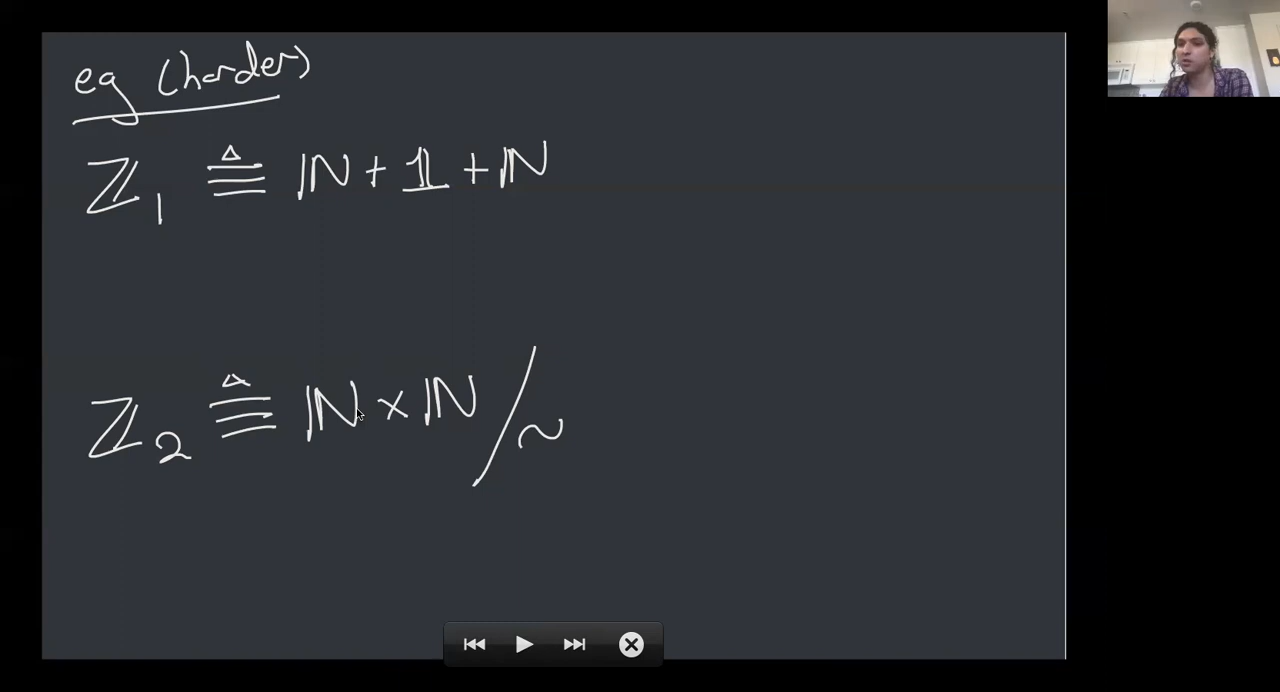 eg (harder)
ℤ₁ ≜ ℕ + 𝟙 + ℕ
ℤ₂ ≜ ℕ × ℕ / ~